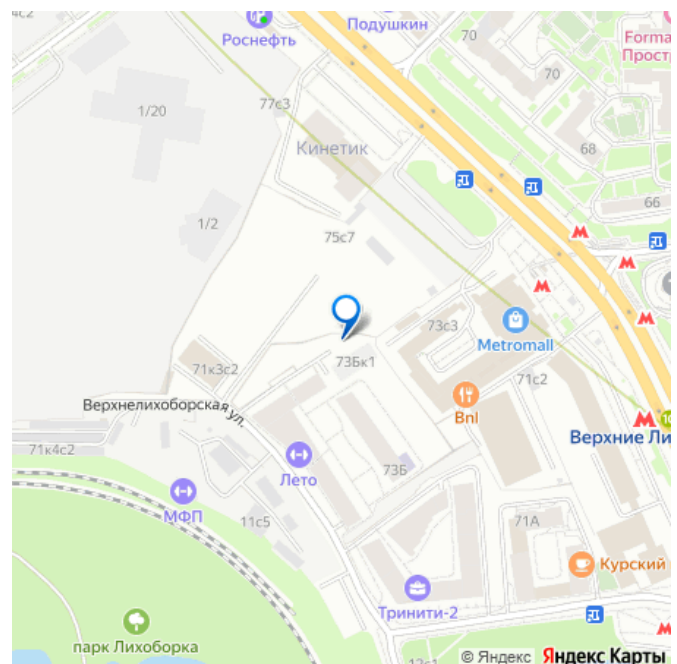 Роснефть
Подушкин
70
Forma
Прост
70
1/20
77с3
Кинетик
68
66
1/2
75с7
73с3
Metromall
73Бк1
71к3с2
71с2
Верхнелихоборская ул.
Bnl
Верхние Ли
71к4с2
Лето
73Б
МФП
11с5
71А
Курский
Тринити-2
парк Лихоборка
© Яндекс Яндекс Карты